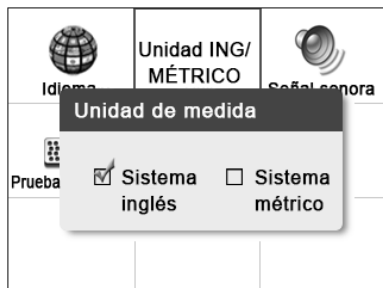 Unidad ING/
MÉTRICO
Idioma
Señal sonora
Unidad de medida
Sistema inglés
Sistema métrico
Prueba